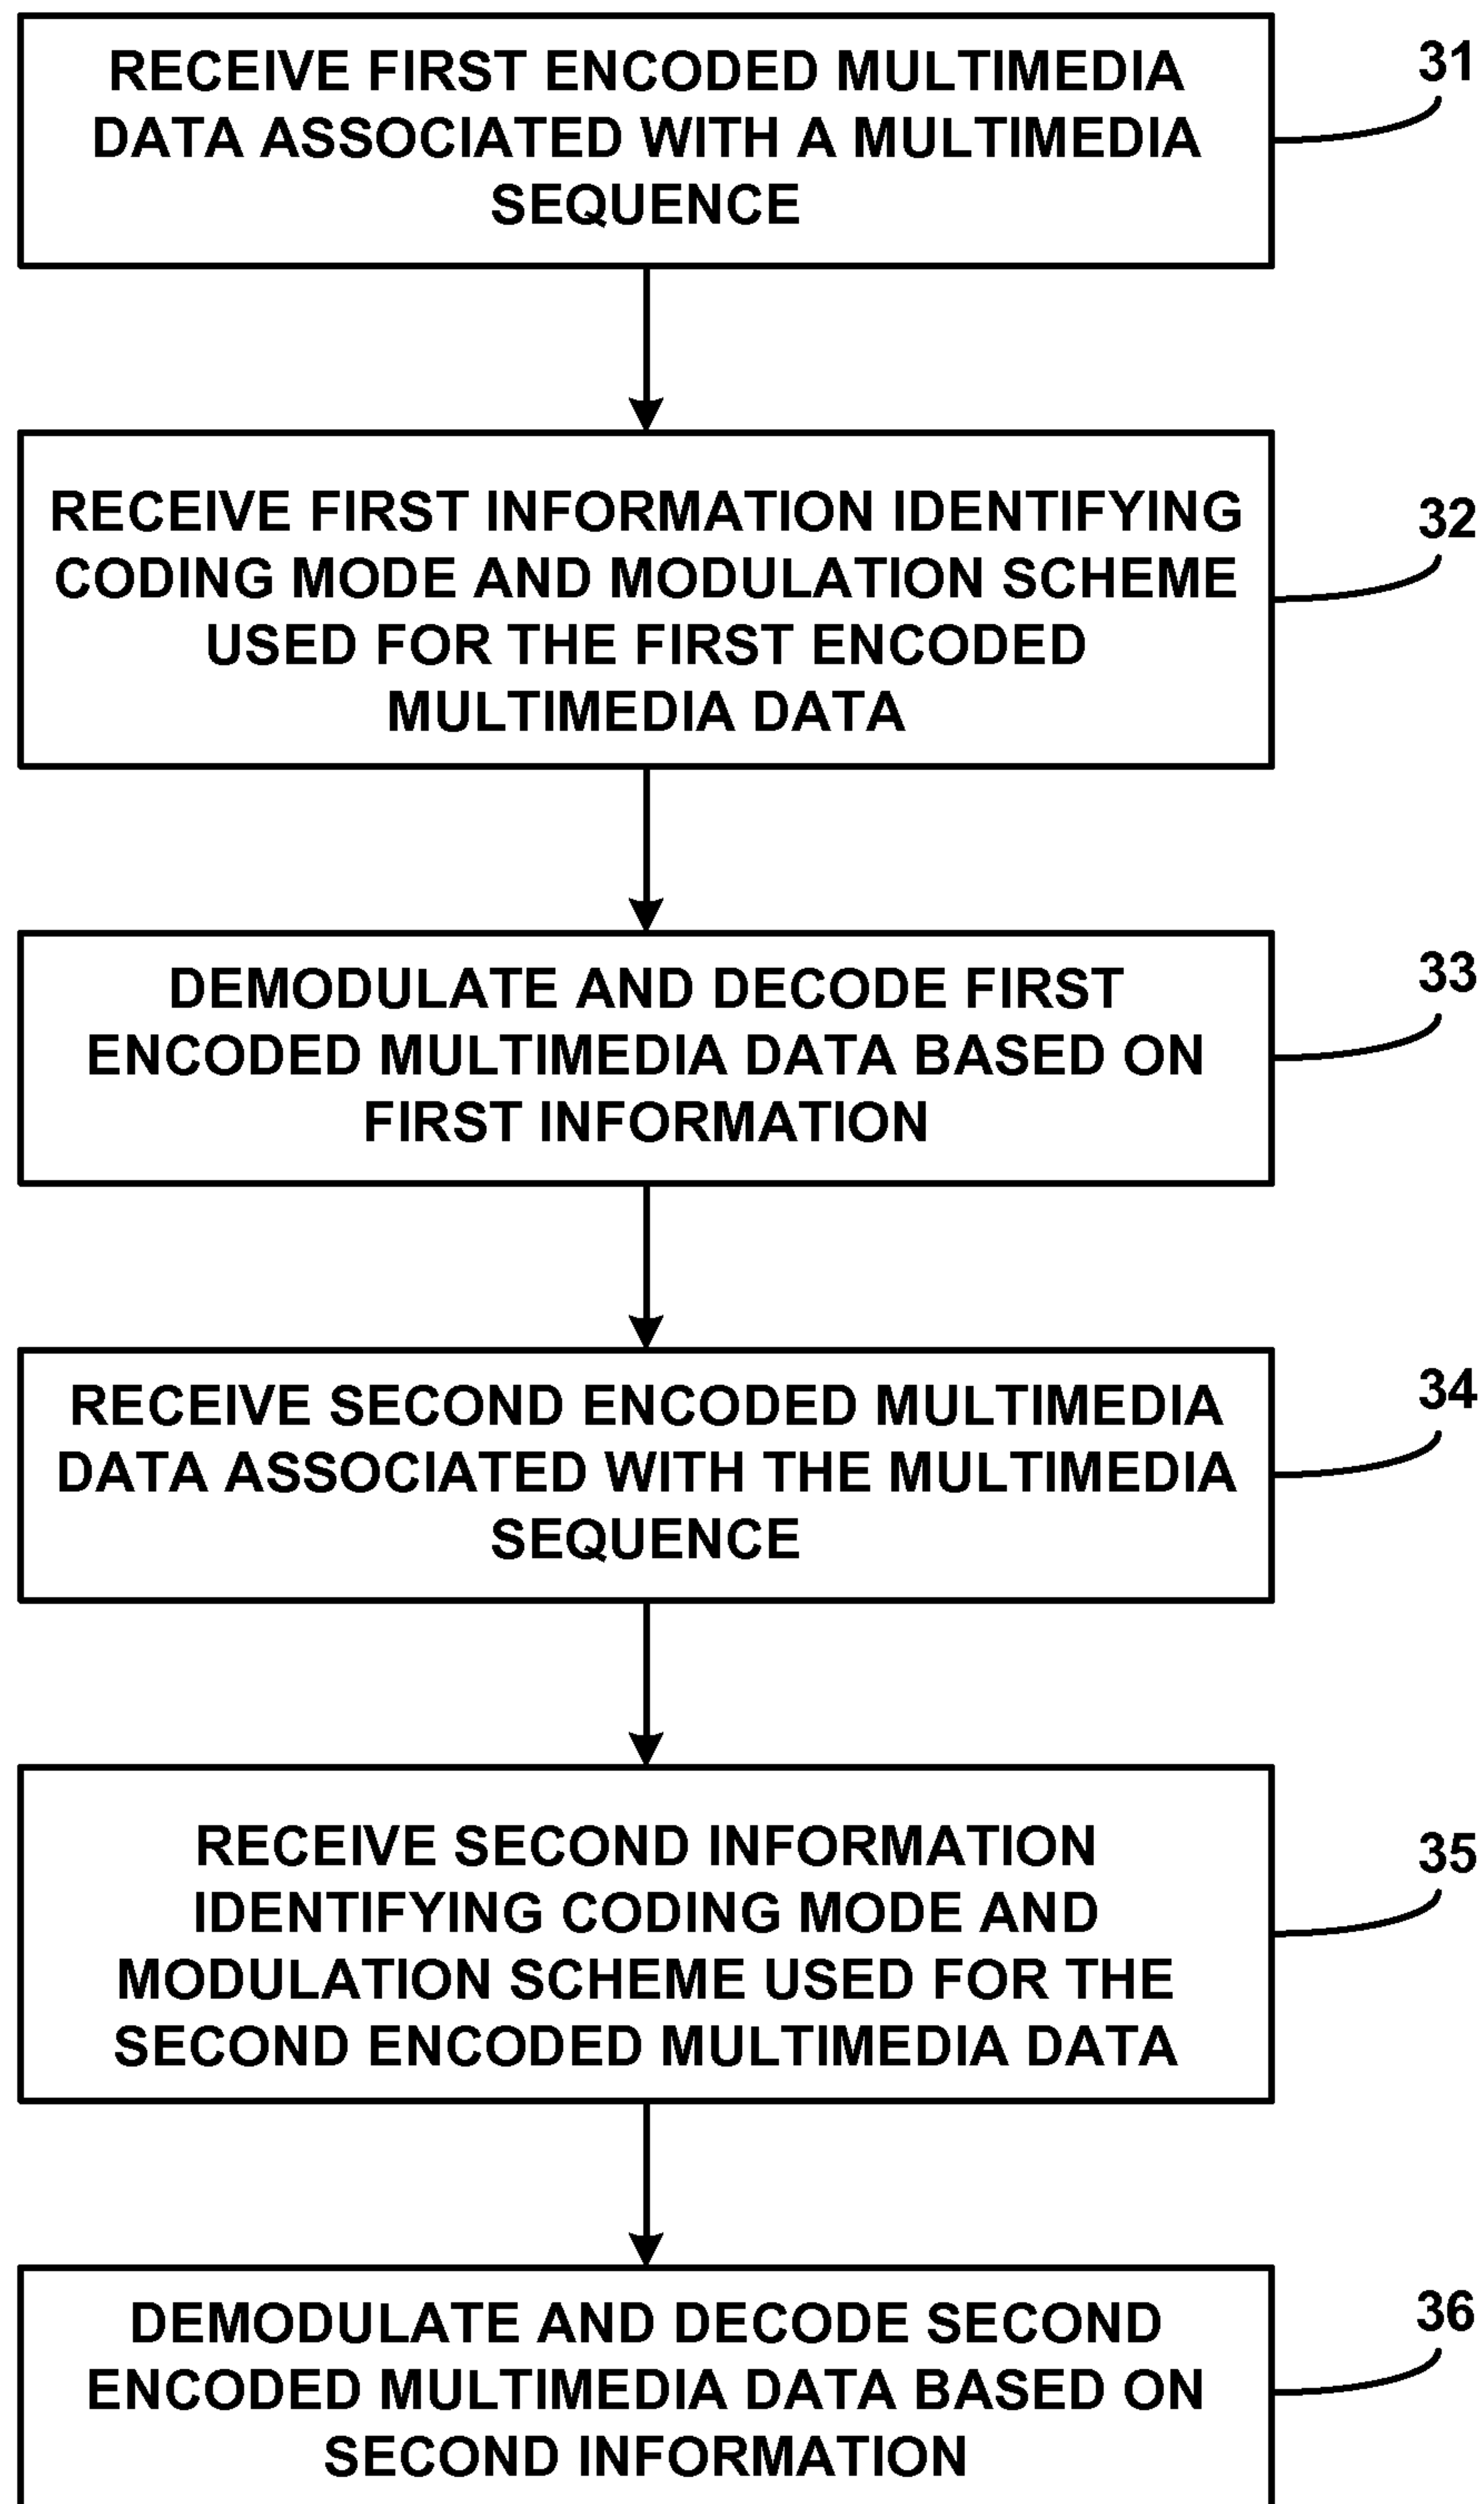 RECEIVE FIRST ENCODED MULTIMEDIA
DATA ASSOCIATED WITH A MULTIMEDIA
SEQUENCE
31
RECEIVE FIRST INFORMATION IDENTIFYING
CODING MODE AND MODULATION SCHEME
USED FOR THE FIRST ENCODED
MULTIMEDIA DATA
32
DEMODULATE AND DECODE FIRST
ENCODED MULTIMEDIA DATA BASED ON
FIRST INFORMATION
33
RECEIVE SECOND ENCODED MULTIMEDIA
DATA ASSOCIATED WITH THE MULTIMEDIA
SEQUENCE
34
RECEIVE SECOND INFORMATION
IDENTIFYING CODING MODE AND
MODULATION SCHEME USED FOR THE
SECOND ENCODED MULTIMEDIA DATA
35
DEMODULATE AND DECODE SECOND
ENCODED MULTIMEDIA DATA BASED ON
SECOND INFORMATION
36